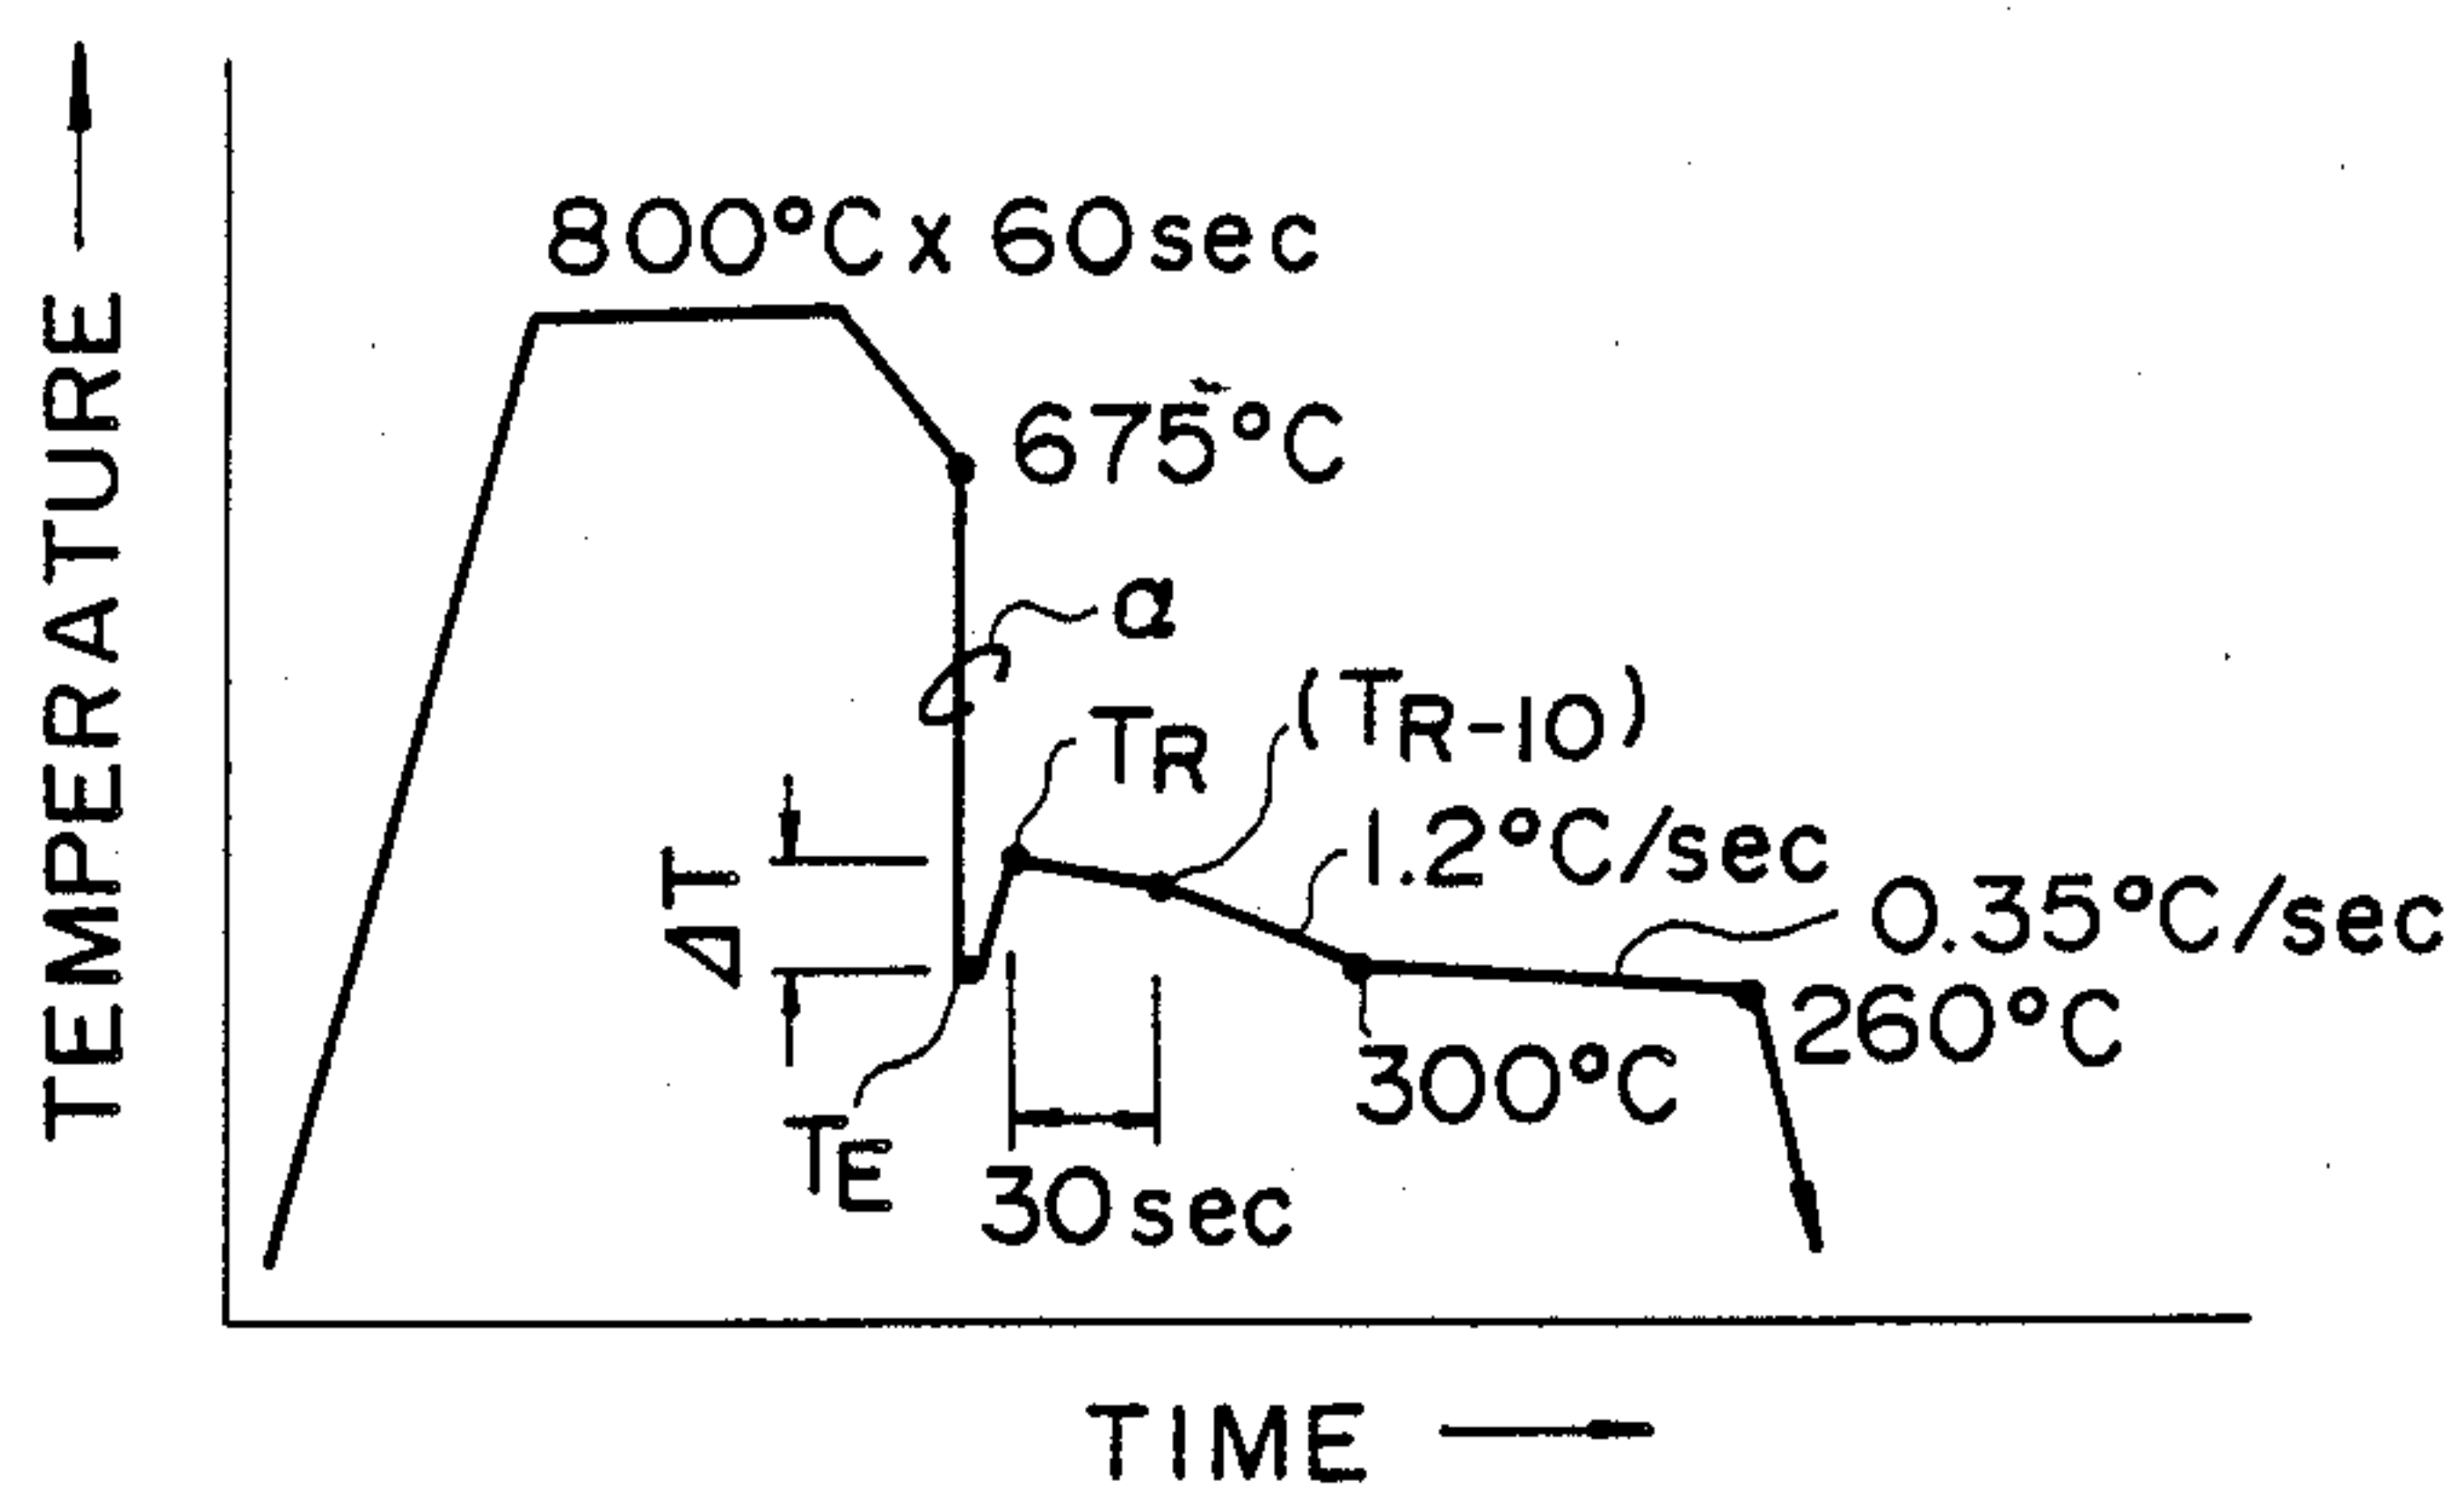 TEMPERATURE
800°C x 60sec
675°C
α
TR
(TR-10)
1.2°C/sec
0.35°C/sec
ΔT
260°C
300°C
TE
30sec
TIME